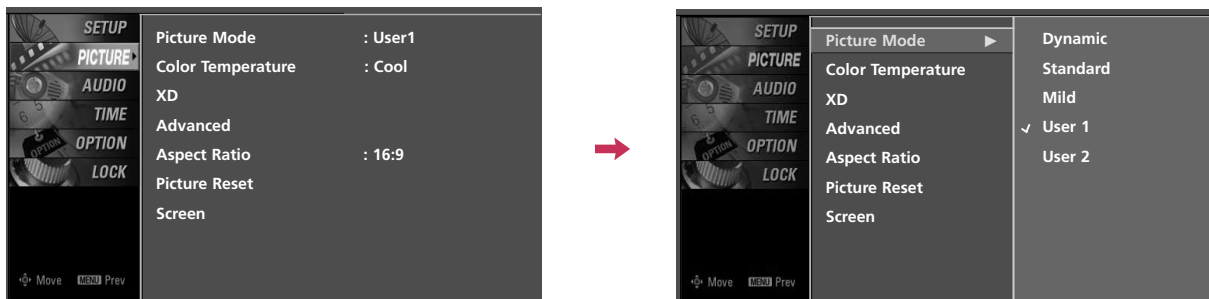 SETUP
PICTURE
AUDIO
TIME
OPTION
LOCK
Move MENU Prev
Picture Mode : User1
Color Temperature : Cool
XD
Advanced
Aspect Ratio : 16:9
Picture Reset
Screen
SETUP
PICTURE
AUDIO
TIME
OPTION
LOCK
Move MENU Prev
Picture Mode
Color Temperature
XD
Advanced
Aspect Ratio
Picture Reset
Screen
Dynamic
Standard
Mild
User 1
User 2